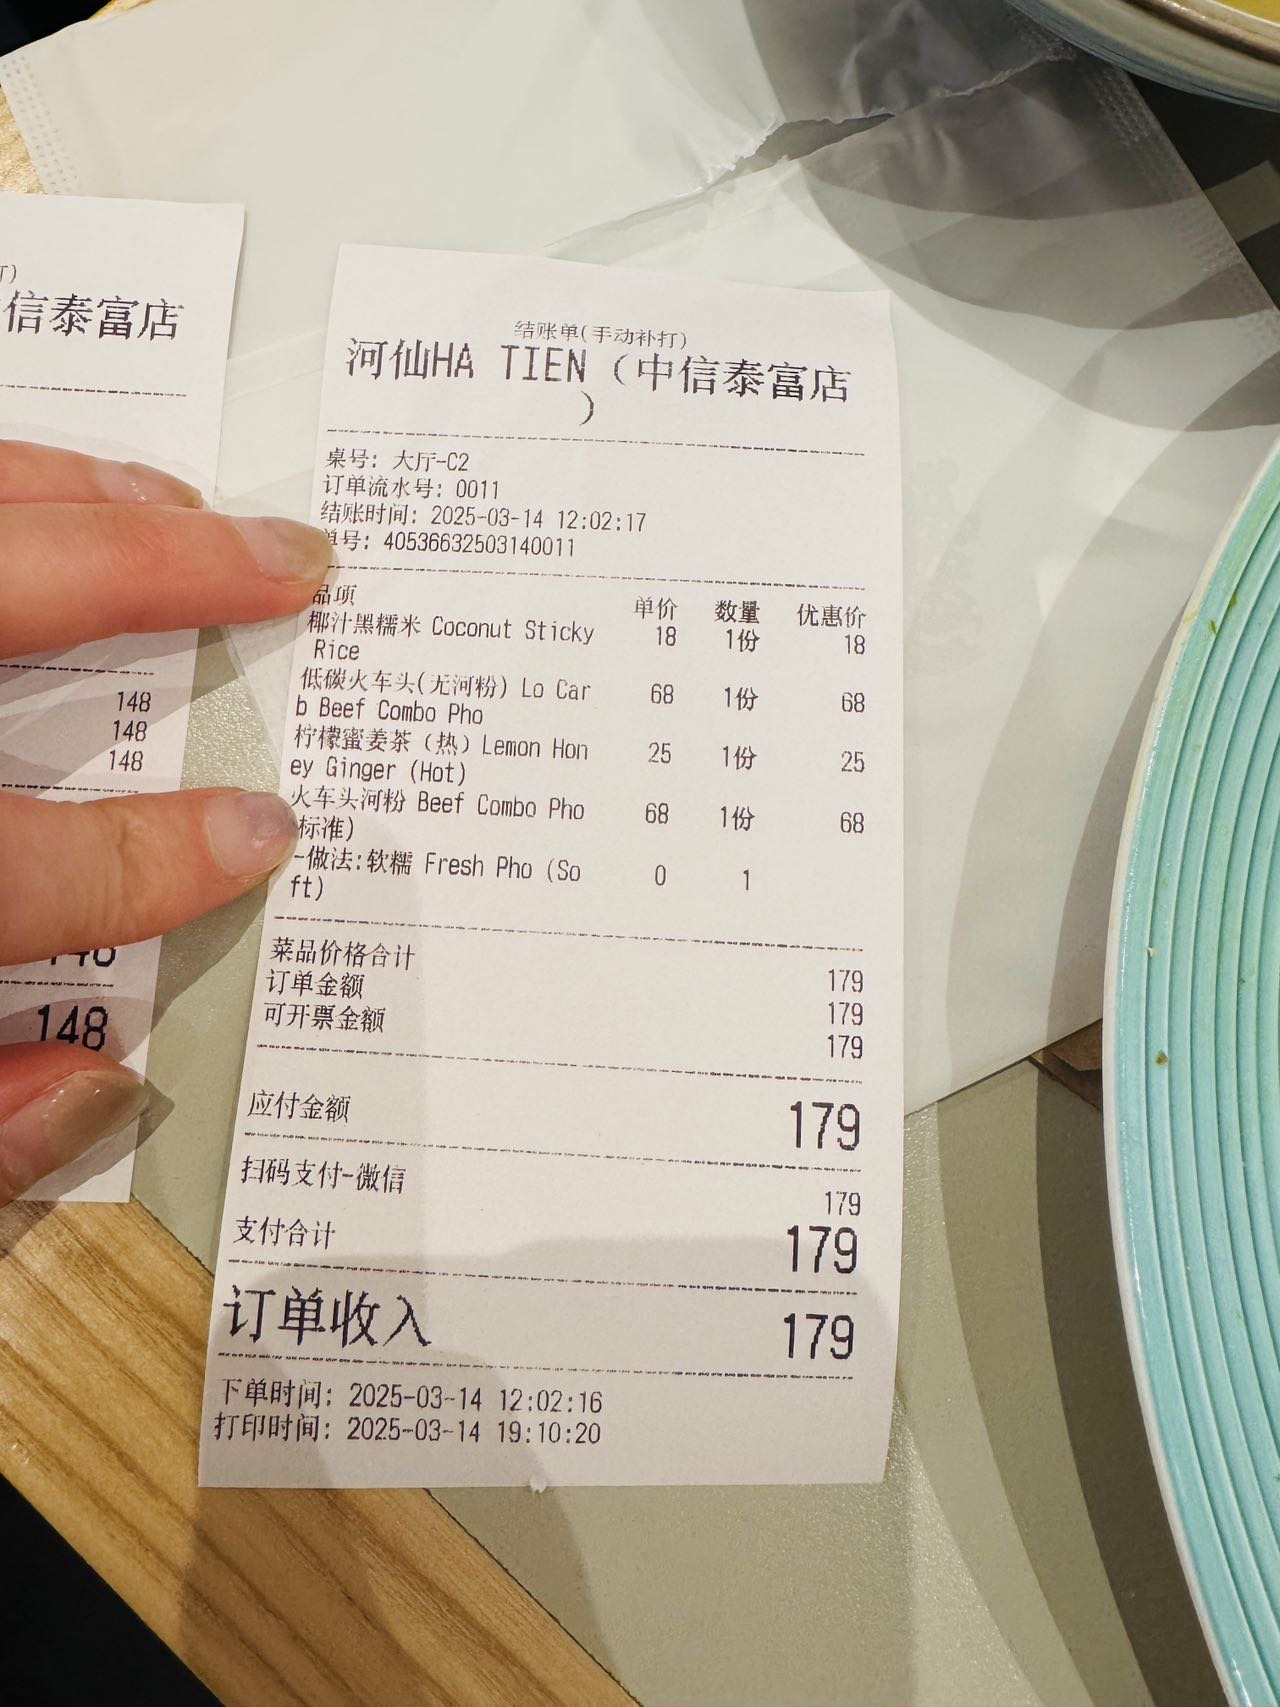 信泰富店
148
148
148
148
148
结账单(手动补打)
河仙HA TIEN（中信泰富店
）
桌号: 大厅-C2
订单流水号: 0011
结账时间: 2025-03-14 12:02:17
单号: 40536632503140011
品项 单价 数量 优惠价
椰汁黑糯米 Coconut Sticky 18 1份 18
Rice
低碳火车头(无河粉) Lo Car 68 1份 68
b Beef Combo Pho
柠檬蜜姜茶（热）Lemon Hon 25 1份 25
ey Ginger (Hot)
火车头河粉 Beef Combo Pho 68 1份 68
标准)
-做法:软糯 Fresh Pho (So 0 1
ft)
菜品价格合计 179
订单金额 179
可开票金额 179
应付金额 179
扫码支付-微信 179
支付合计 179
订单收入 179
下单时间: 2025-03-14 12:02:16
打印时间: 2025-03-14 19:10:20